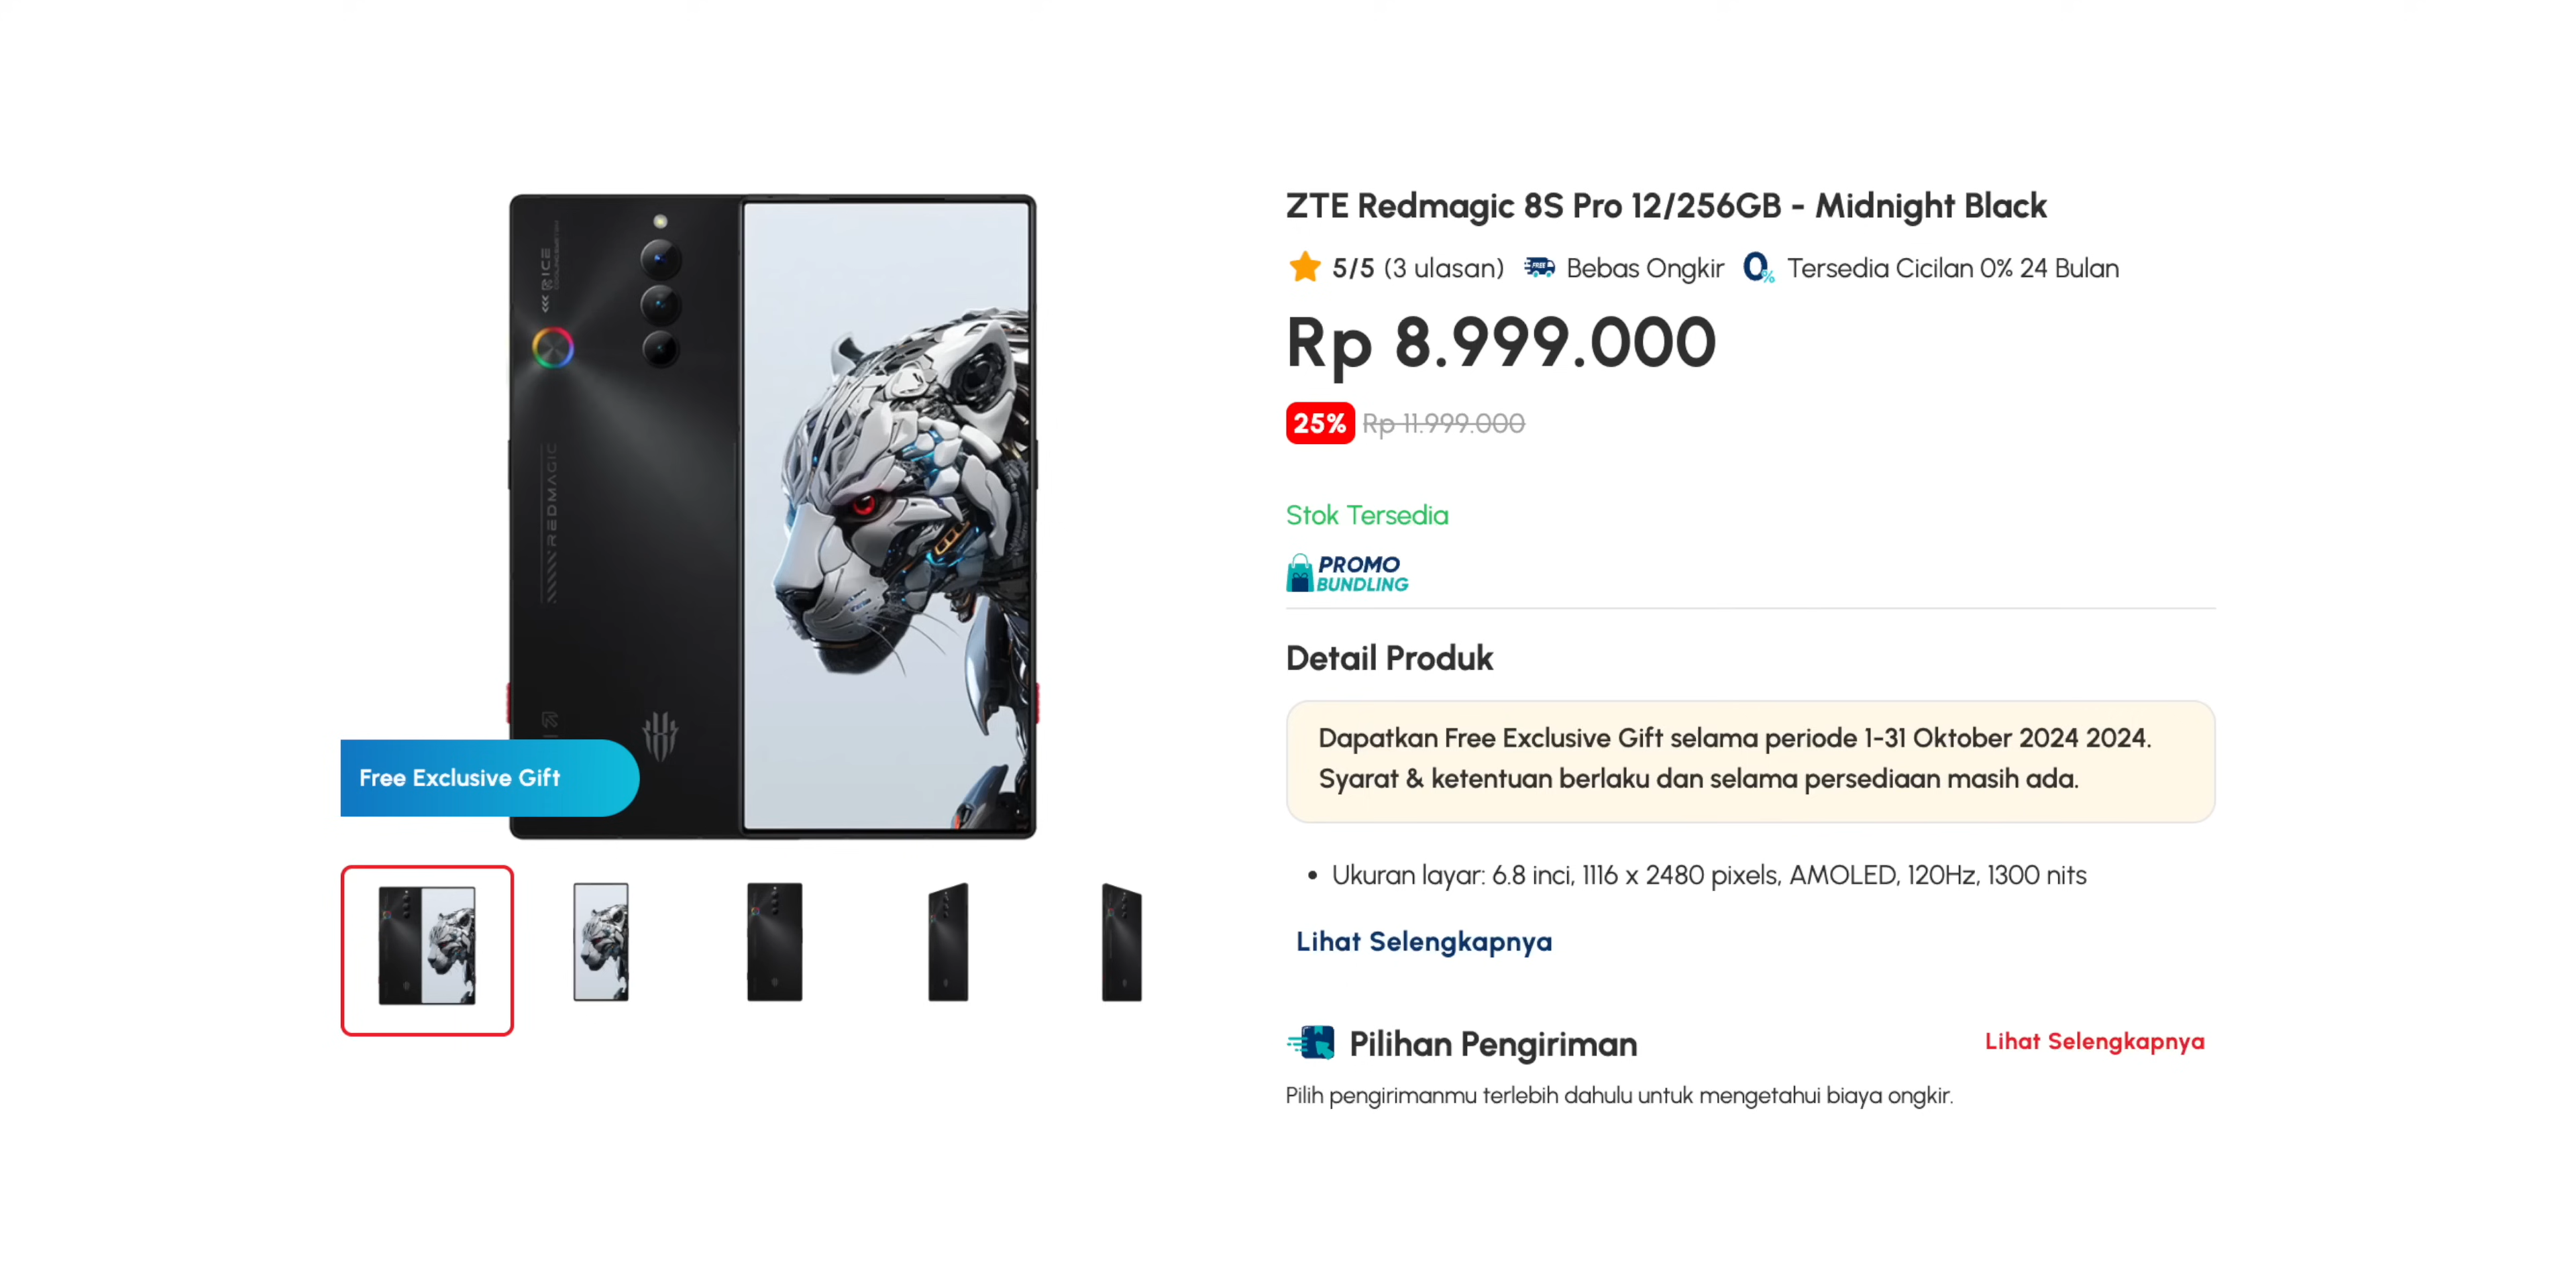 ZTE Redmagic 8S Pro 12/256GB - Midnight Black
5/5 (3 ulasan) FREE Bebas Ongkir 0% Tersedia Cicilan 0% 24 Bulan
Rp 8.999.000
25% Rp 11.999.000
Stok Tersedia
PROMO
BUNDLING
Detail Produk
Dapatkan Free Exclusive Gift selama periode 1-31 Oktober 2024 2024.
Syarat & ketentuan berlaku dan selama persediaan masih ada.
• Ukuran layar: 6.8 inci, 1116 x 2480 pixels, AMOLED, 120Hz, 1300 nits
Lihat Selengkapnya
Pilihan Pengiriman
Lihat Selengkapnya
Pilih pengirimanmu terlebih dahulu untuk mengetahui biaya ongkir.
REDMAGIC
Free Exclusive Gift